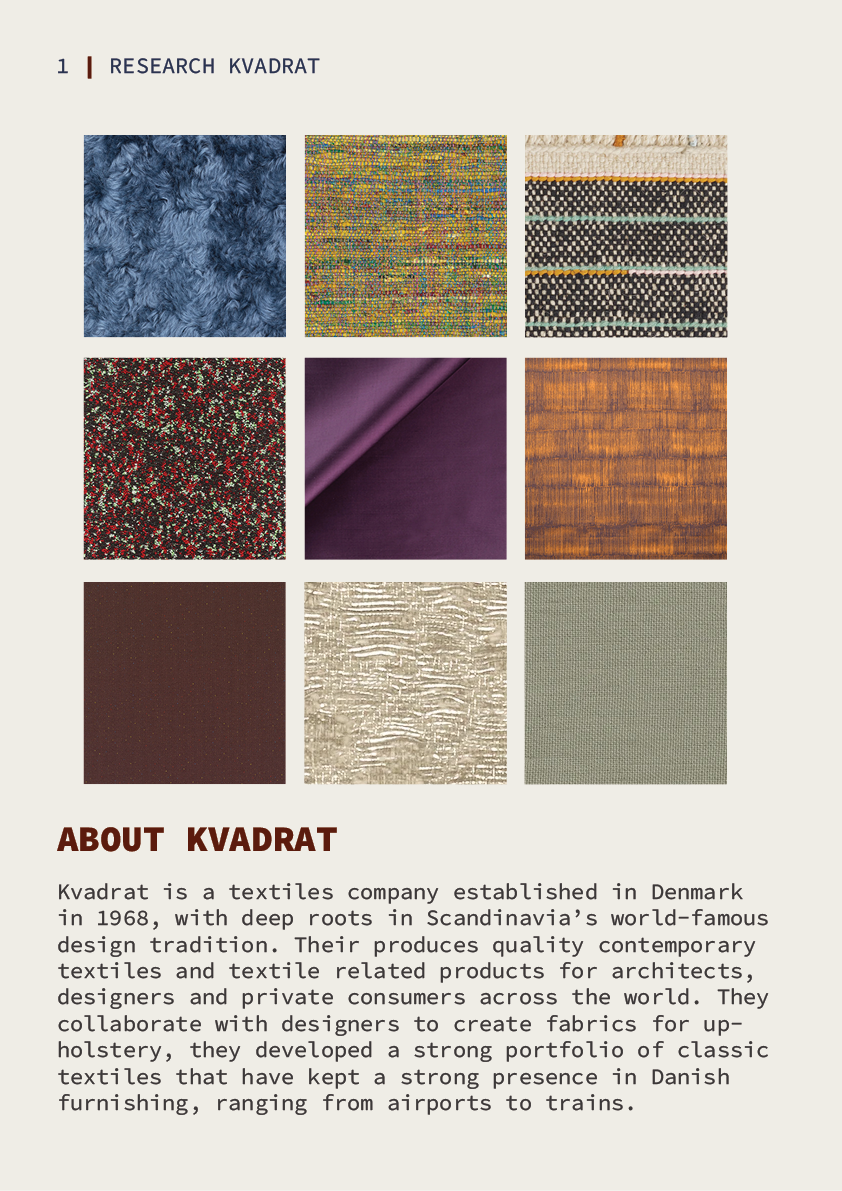 1 | RESEARCH KVADRAT
ABOUT KVADRAT
Kvadrat is a textiles company established in Denmark
in 1968, with deep roots in Scandinavia’s world-famous
design tradition. Their produces quality contemporary
textiles and textile related products for architects,
designers and private consumers across the world. They
collaborate with designers to create fabrics for up-
holstery, they developed a strong portfolio of classic
textiles that have kept a strong presence in Danish
furnishing, ranging from airports to trains.